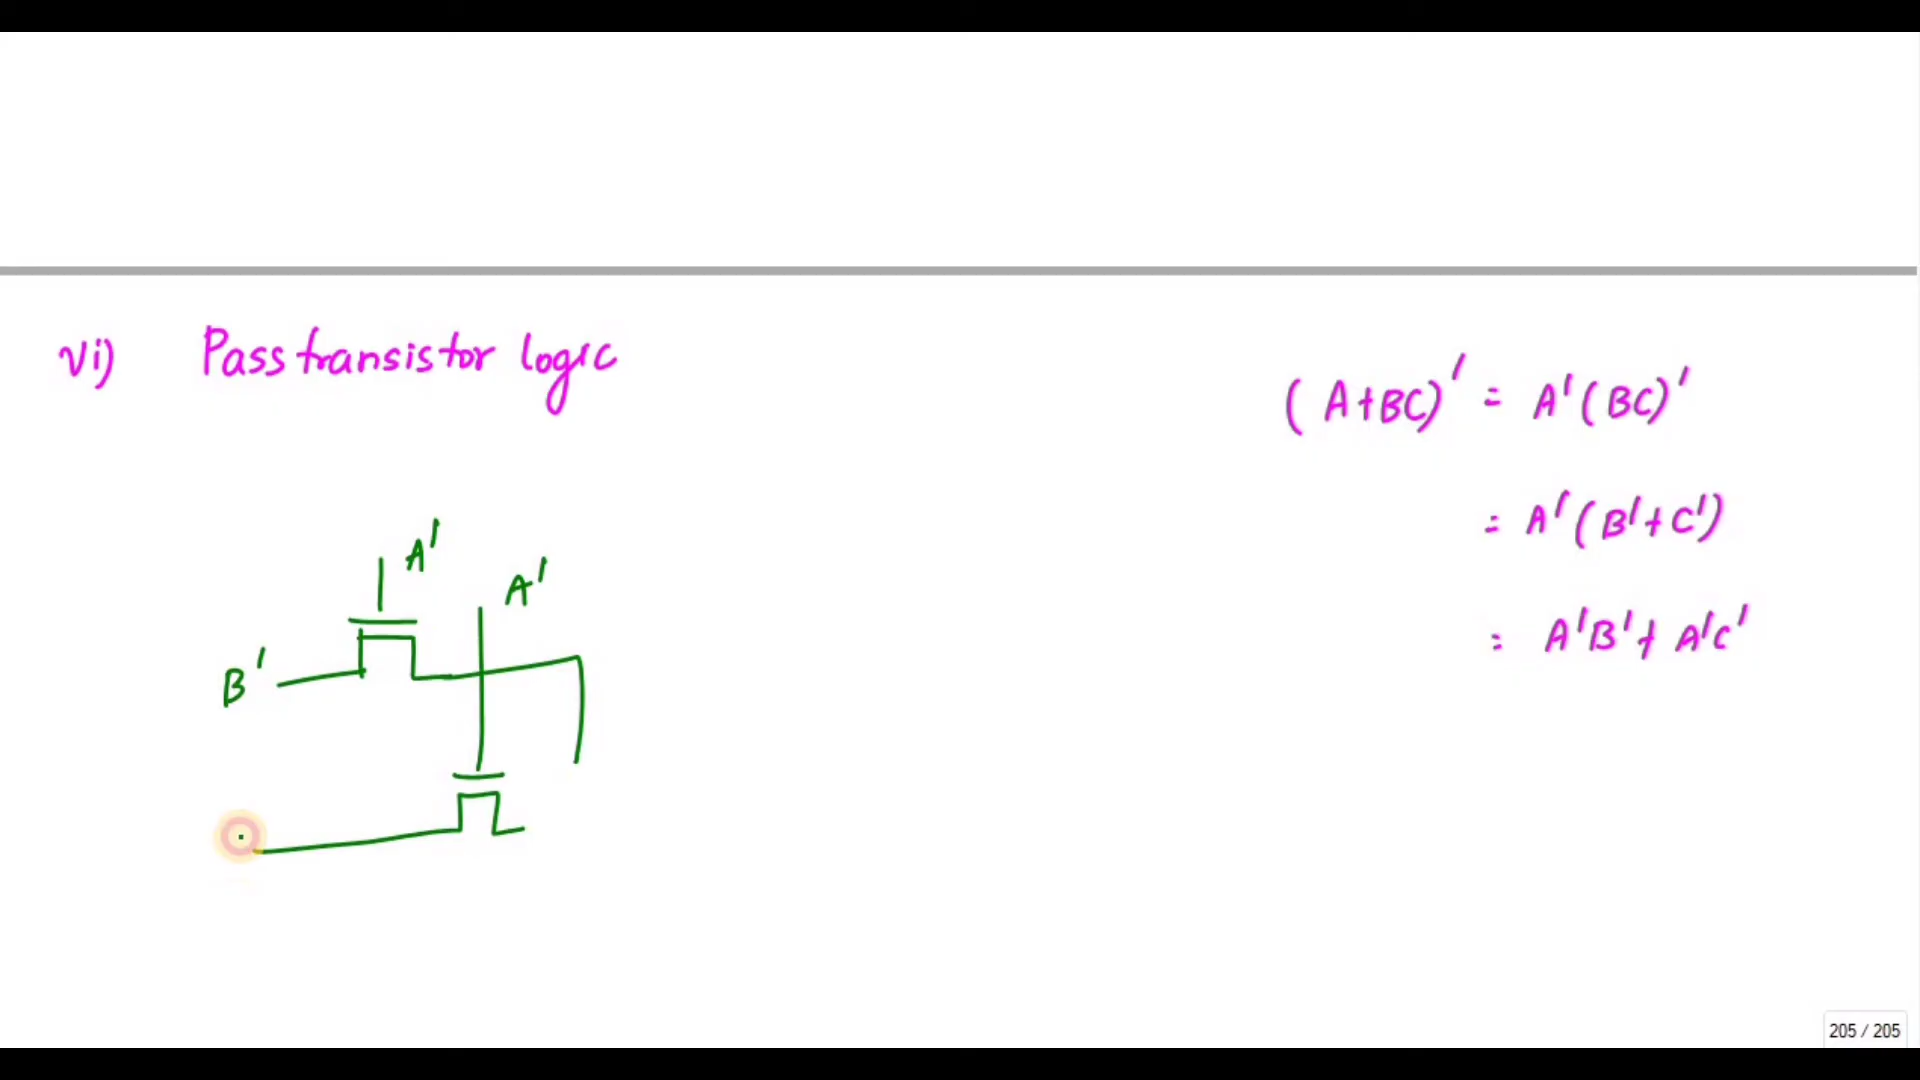 vi) Pass transistor logic
(A+BC)' = A'(BC)'
= A'(B'+C')
= A'B'+ A'C'
A'
A'
B'
205 / 205